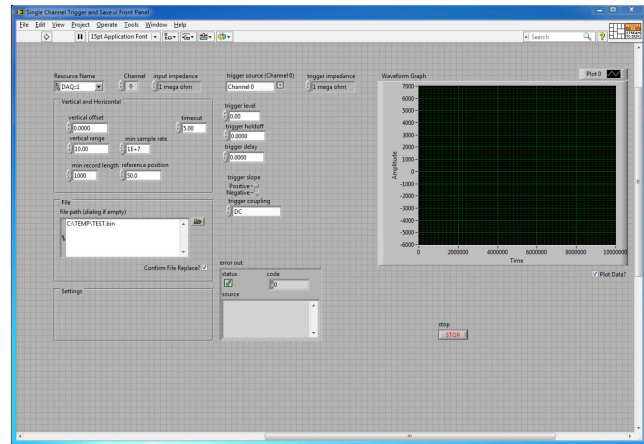 Single Channel Trigger and Save.vi Front Panel
File Edit View Project Operate Tools Window Help
15pt Application Font
Search
Resource Name Channel input impedance
DAQ::1 0 1 mega ohm
trigger source (Channel 0) trigger impedance
Channel 0 1 mega ohm
Vertical and Horizontal
vertical offset timeout
0.0000 5.00
vertical range min sample rate
10.00 1E+7
min record length reference position
1000 50.0
trigger level
0.00
trigger holdoff
0.0000
trigger delay
0.0000
trigger slope
Positive
Negative
trigger coupling
DC
File
file path (dialog if empty)
C:\TEMP\TEST.bin
Confirm File Replace?
Settings
error out
status code
0
source
Waveform Graph Plot 0
Amplitude
7000
6000
5000
4000
3000
2000
1000
0
-1000
-2000
-3000
-4000
-5000
-6000
0 2000000 4000000 6000000 8000000 10000000
Time
Plot Data?
stop
STOP